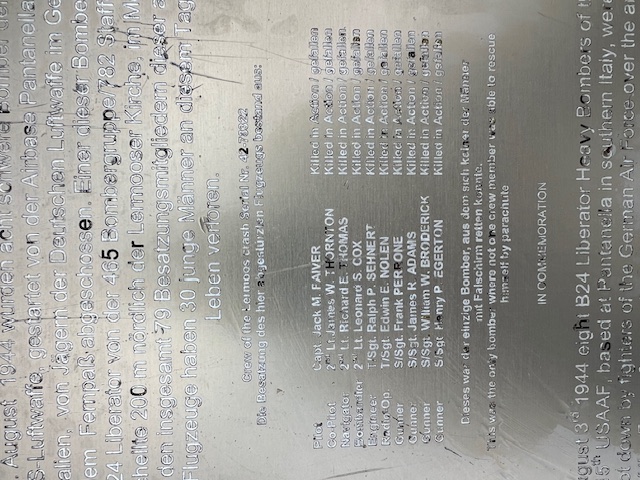 August 1944 wurden acht schwere Bomber der
S-Luftwaffe, gestartet von der Airbase Pantanella
alien, von Jägern der Deutschen Luftwaffe in Ge
em Fernpaß abgeschossen. Einer dieser Bomber
24 Liberator von der 465 Bombergruppe 782 Staff
hellte 200 m nördlich der Lermooser Kirche, im M
den insgesamt 79 Besatzungsmitgliedern dieser a
Flugzeuge haben 30 junge Männer an diesem Tag
Leben verloren.
Crew of the Lermoos crash Serial Nr. 42
Die Besatzung des hier abgestürzten Flugzeugs bestand aus:
Pilot Capt. Jack M. FAIVER Killed in Action / gefallen
Co-Pilot 2nd Lt. James W. THORNTON Killed in Action / gefallen
Navigator 2nd Lt. Richard E. THOMAS Killed in Action / gefallen
Bombardier 2nd Lt. Leonard S. COX Killed in Action / gefallen
Engineer T/Sgt. Ralph P. SEHNERT Killed in Action / gefallen
Radio Op T/Sgt. Edwin E. NOLEN Killed in Action / gefallen
Gunner S/Sgt. Frank PERRONE Killed in Action / gefallen
Gunner S/Sgt. James R. ADAMS Killed in Action / gefallen
Gunner S/Sgt. William W. BRODERICK Killed in Action / gefallen
Gunner S/Sgt. Harry P. EGERTON Killed in Action / gefallen
Dieses war der einzige Bomber, aus dem sich keiner der Männer
mit Fallschirm retten konnte.
This was the only bomber where not one crew member was able to rescue
himself by parachute
IN COMMEMORATION
ugust 3rd 1944 eight B24 Liberator Heavy Bombers of
15th USAAF, based at Pantanella in southern Italy, were
ot down by fighters of the German Air Force over the